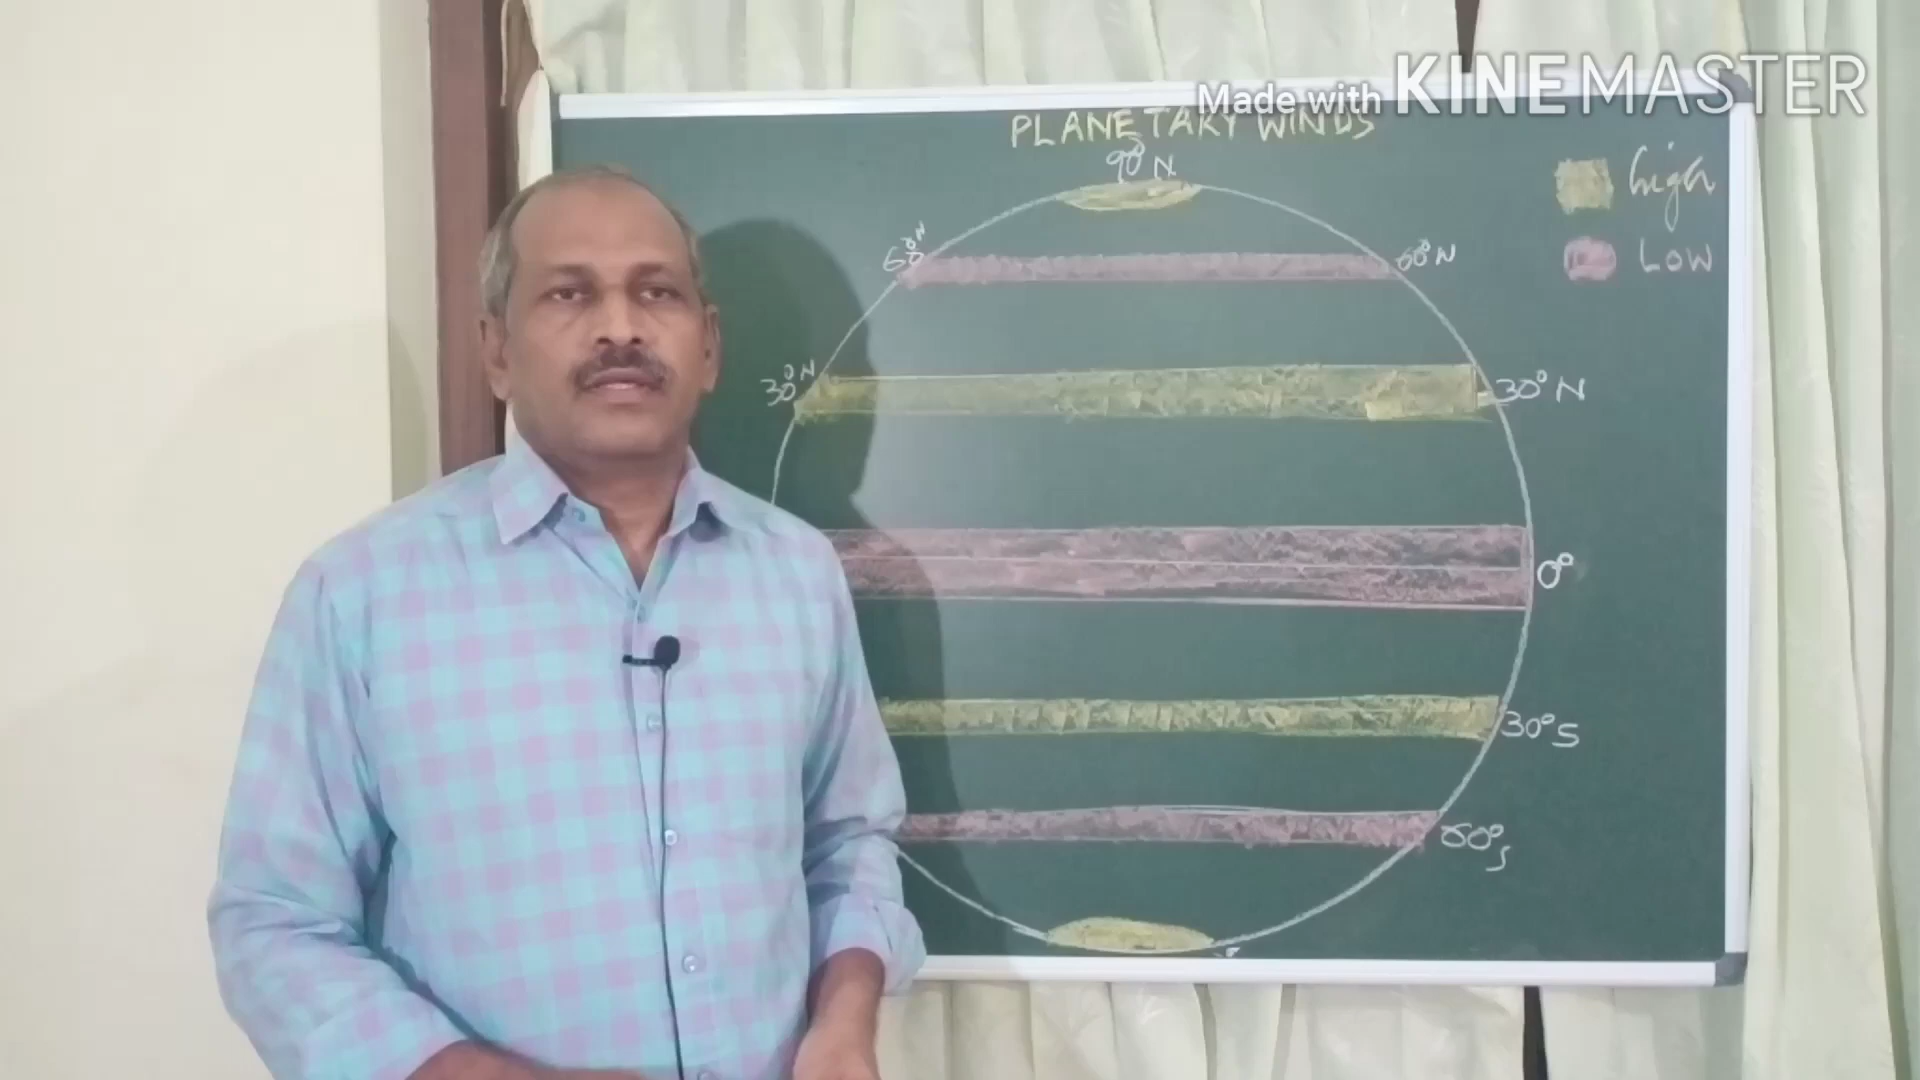 Made with KINEMASTER
PLANETARY WINDS
90° N
high
60° N
60° N
LOW
30° N
30° N
0°
30° S
60° S